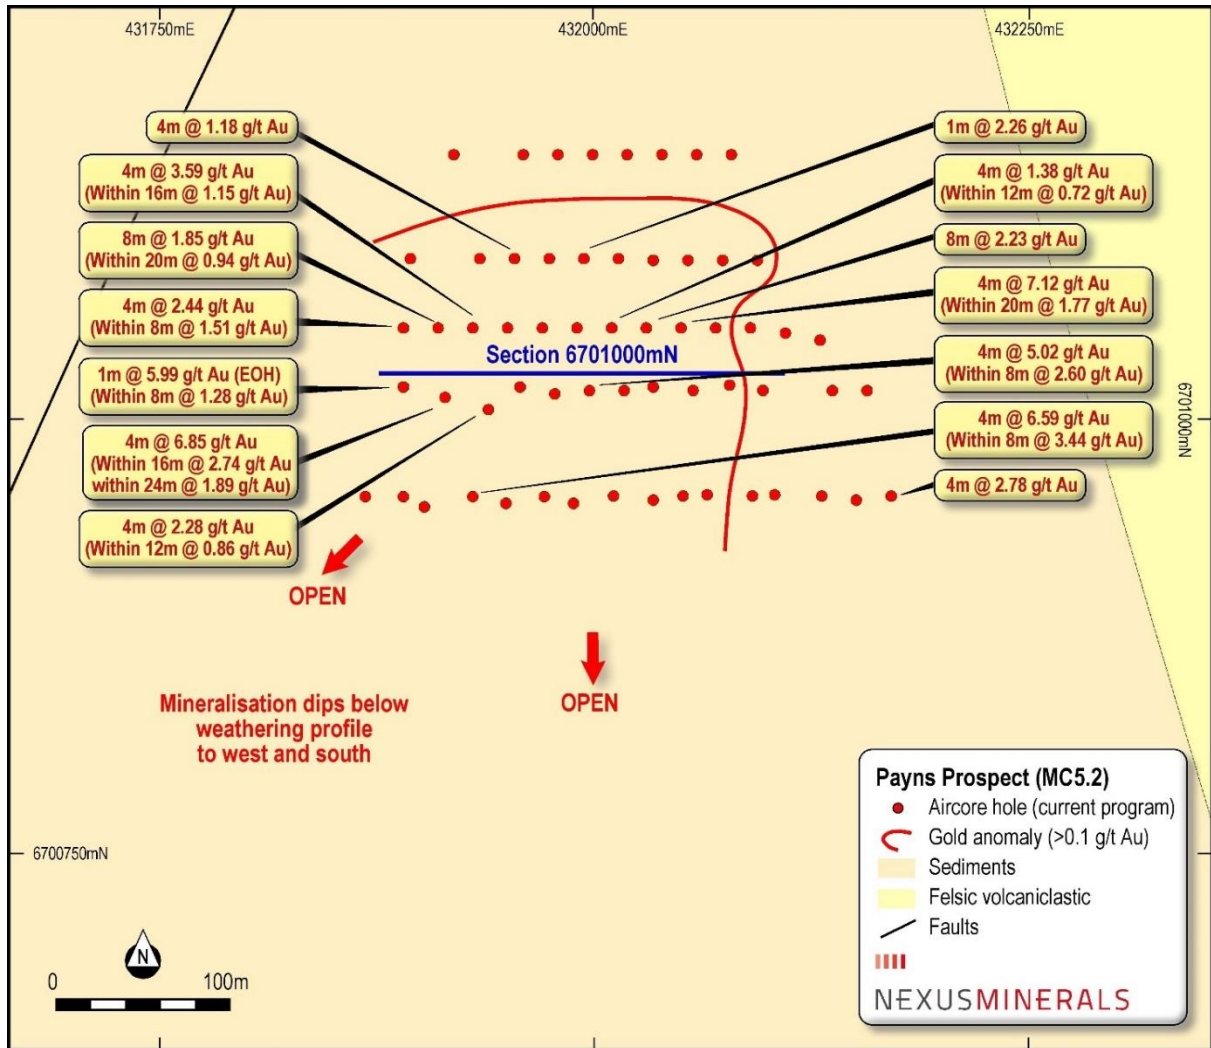 431750mE
432000mE
432250mE
4m @ 1.18 g/t Au
4m @ 3.59 g/t Au
(Within 16m @ 1.15 g/t Au)
8m @ 1.85 g/t Au
(Within 20m @ 0.94 g/t Au)
4m @ 2.44 g/t Au
(Within 8m @ 1.51 g/t Au)
1m @ 5.99 g/t Au (EOH)
(Within 8m @ 1.28 g/t Au)
4m @ 6.85 g/t Au
(Within 16m @ 2.74 g/t Au
within 24m @ 1.89 g/t Au)
4m @ 2.28 g/t Au
(Within 12m @ 0.86 g/t Au)
1m @ 2.26 g/t Au
4m @ 1.38 g/t Au
(Within 12m @ 0.72 g/t Au)
8m @ 2.23 g/t Au
4m @ 7.12 g/t Au
(Within 20m @ 1.77 g/t Au)
4m @ 5.02 g/t Au
(Within 8m @ 2.60 g/t Au)
4m @ 6.59 g/t Au
(Within 8m @ 3.44 g/t Au)
4m @ 2.78 g/t Au
Section 6701000mN
6701000mN
OPEN
OPEN
Mineralisation dips below
weathering profile
to west and south
6700750mN
N
0 100m
Payns Prospect (MC5.2)
Aircore hole (current program)
Gold anomaly (>0.1 g/t Au)
Sediments
Felsic volcaniclastic
Faults
NEXUSMINERALS